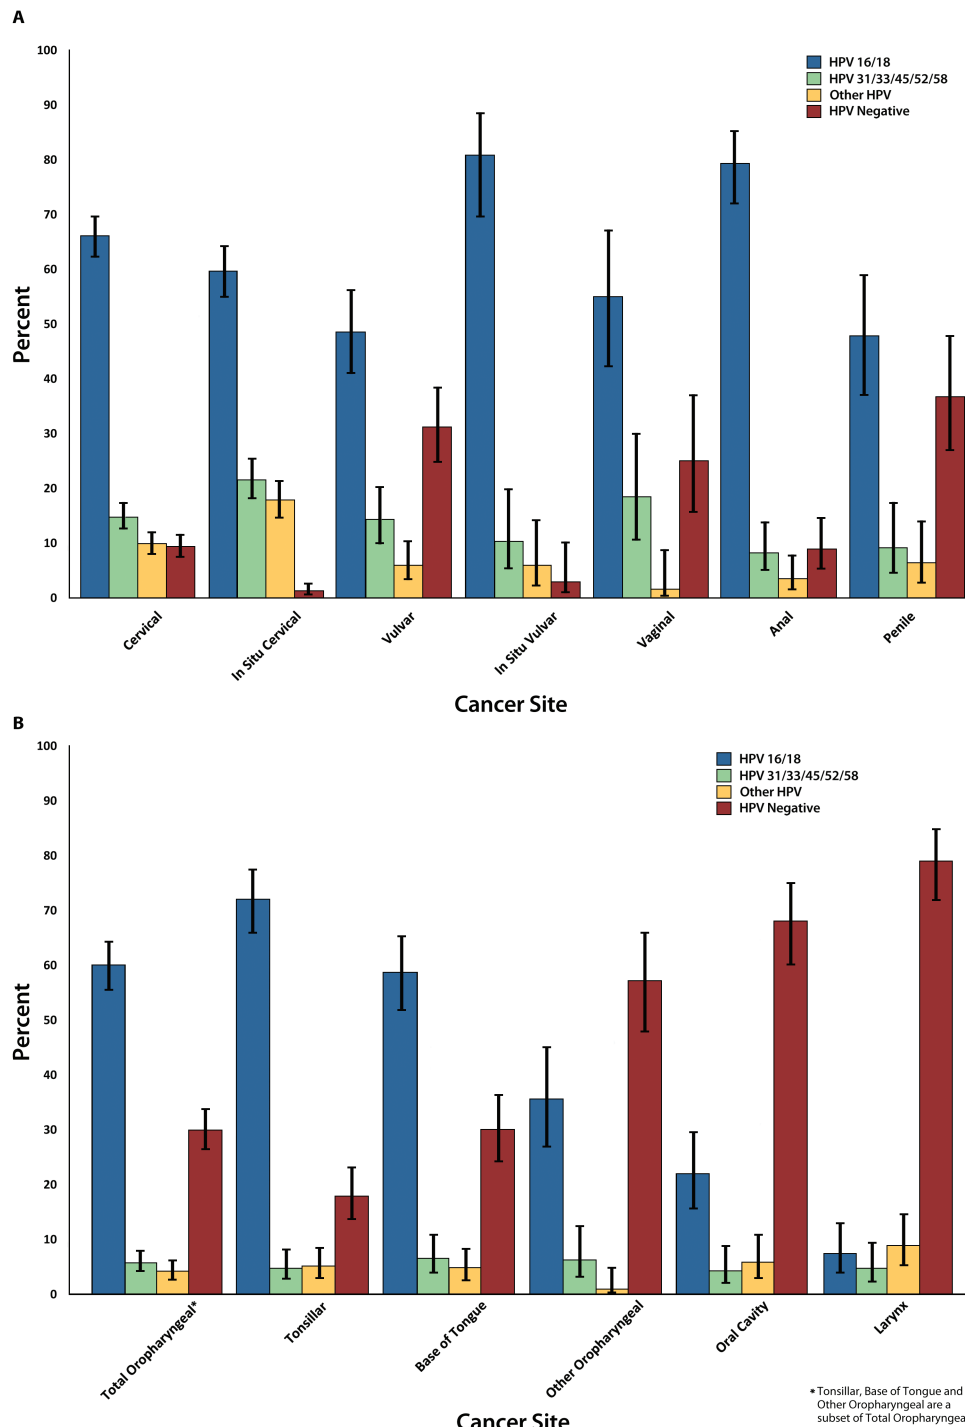 A
100
90
80
70
60
50
40
30
20
10
0
Percent
HPV 16/18
HPV 31/33/45/52/58
Other HPV
HPV Negative
Cervical
In Situ Cervical
Vulvar
In Situ Vulvar
Vaginal
Anal
Penile
Cancer Site
B
100
90
80
70
60
50
40
30
20
10
0
Percent
HPV 16/18
HPV 31/33/45/52/58
Other HPV
HPV Negative
Total Oropharyngeal*
Tonsillar
Base of Tongue
Other Oropharyngeal
Oral Cavity
Larynx
Cancer Site
* Tonsillar, Base of Tongue and
Other Oropharyngeal are a
subset of Total Oropharyngea